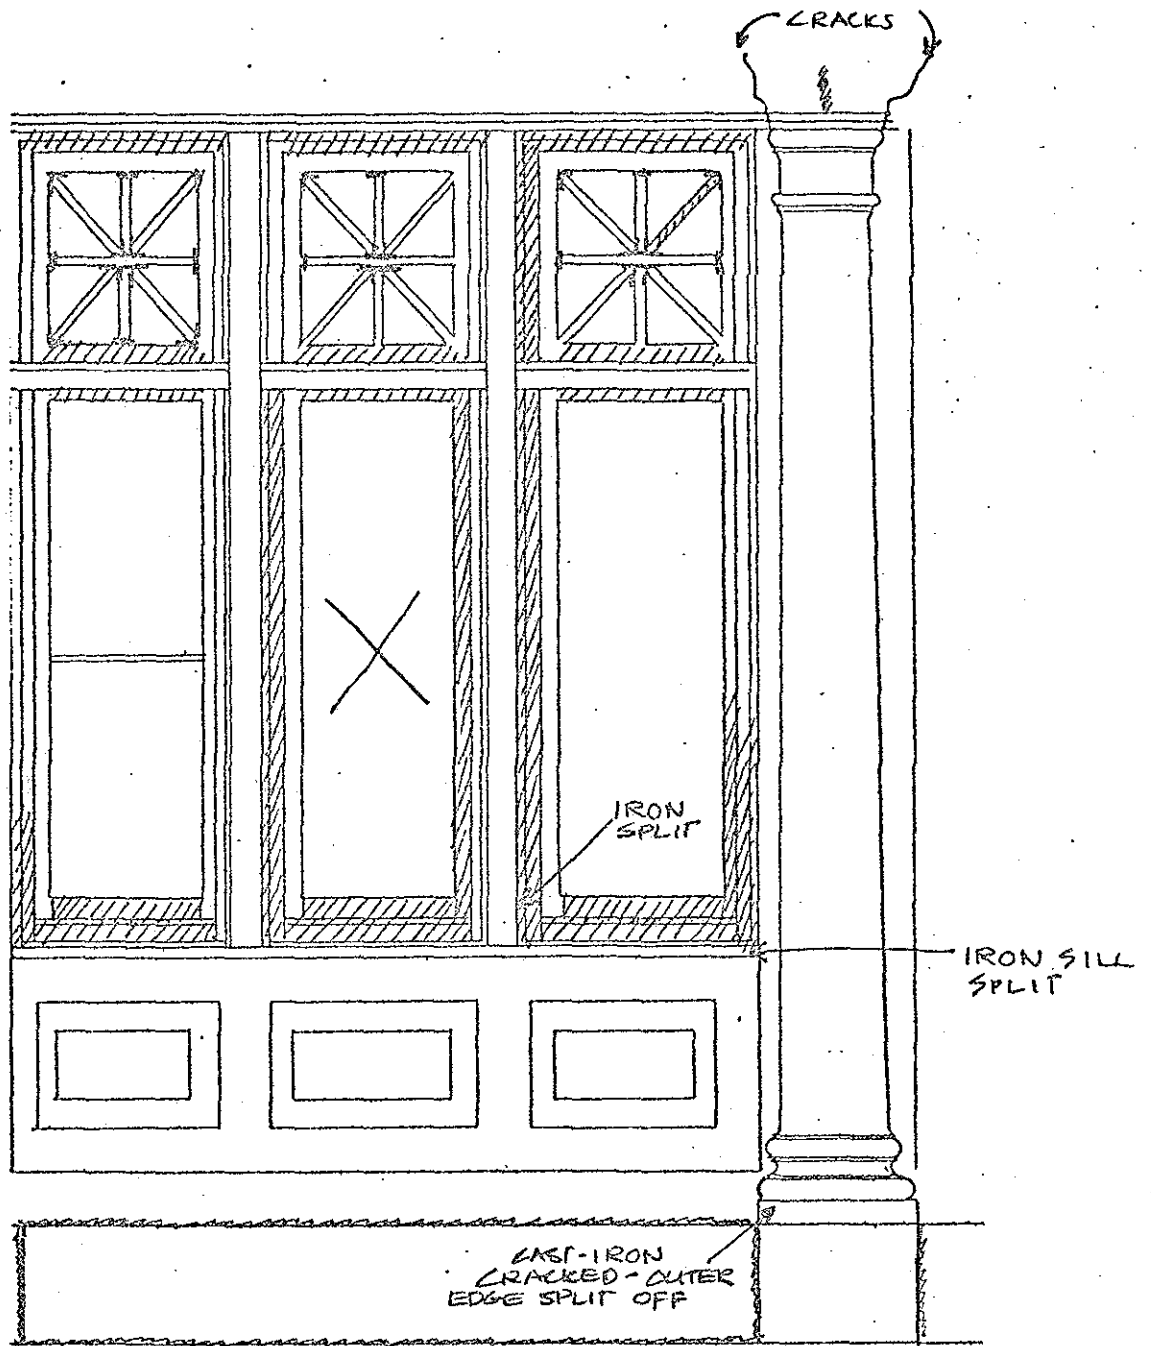 CRACKS
IRON
SPLIT
IRON SILL
SPLIT
CAST-IRON
CRACKED-OUTER
EDGE SPLIT OFF